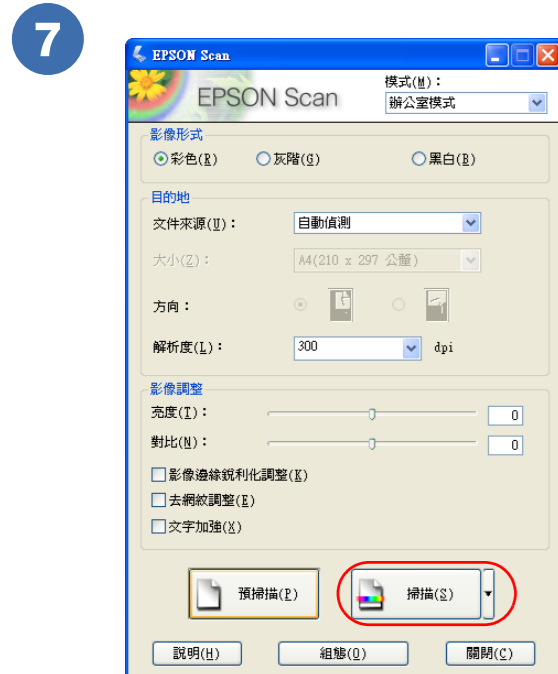 7
EPSON Scan
EPSON Scan
模式(M)：
辦公室模式
影像形式
彩色(R) 灰階(G) 黑白(B)
目的地
文件來源(U)： 自動偵測
大小(Z)： A4(210 x 297 公釐)
方向：
解析度(L)： 300 dpi
影像調整
亮度(T)： 0
對比(N)： 0
影像邊緣銳利化調整(K)
去網紋調整(E)
文字加強(X)
預掃描(P) 掃描(S)
說明(H) 組態(O) 關閉(C)